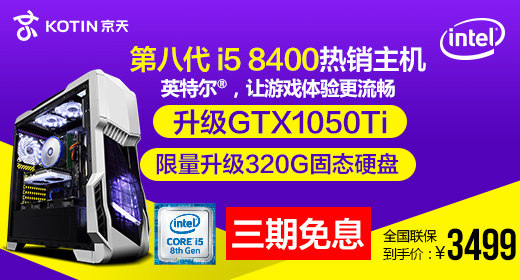 KOTIN 京天
intel
第八代 i5 8400热销主机
英特尔®，让游戏体验更流畅
升级GTX1050Ti
限量升级320G固态硬盘
intel
CORE i5
8th Gen
三期免息
全国联保
到手价：¥3499